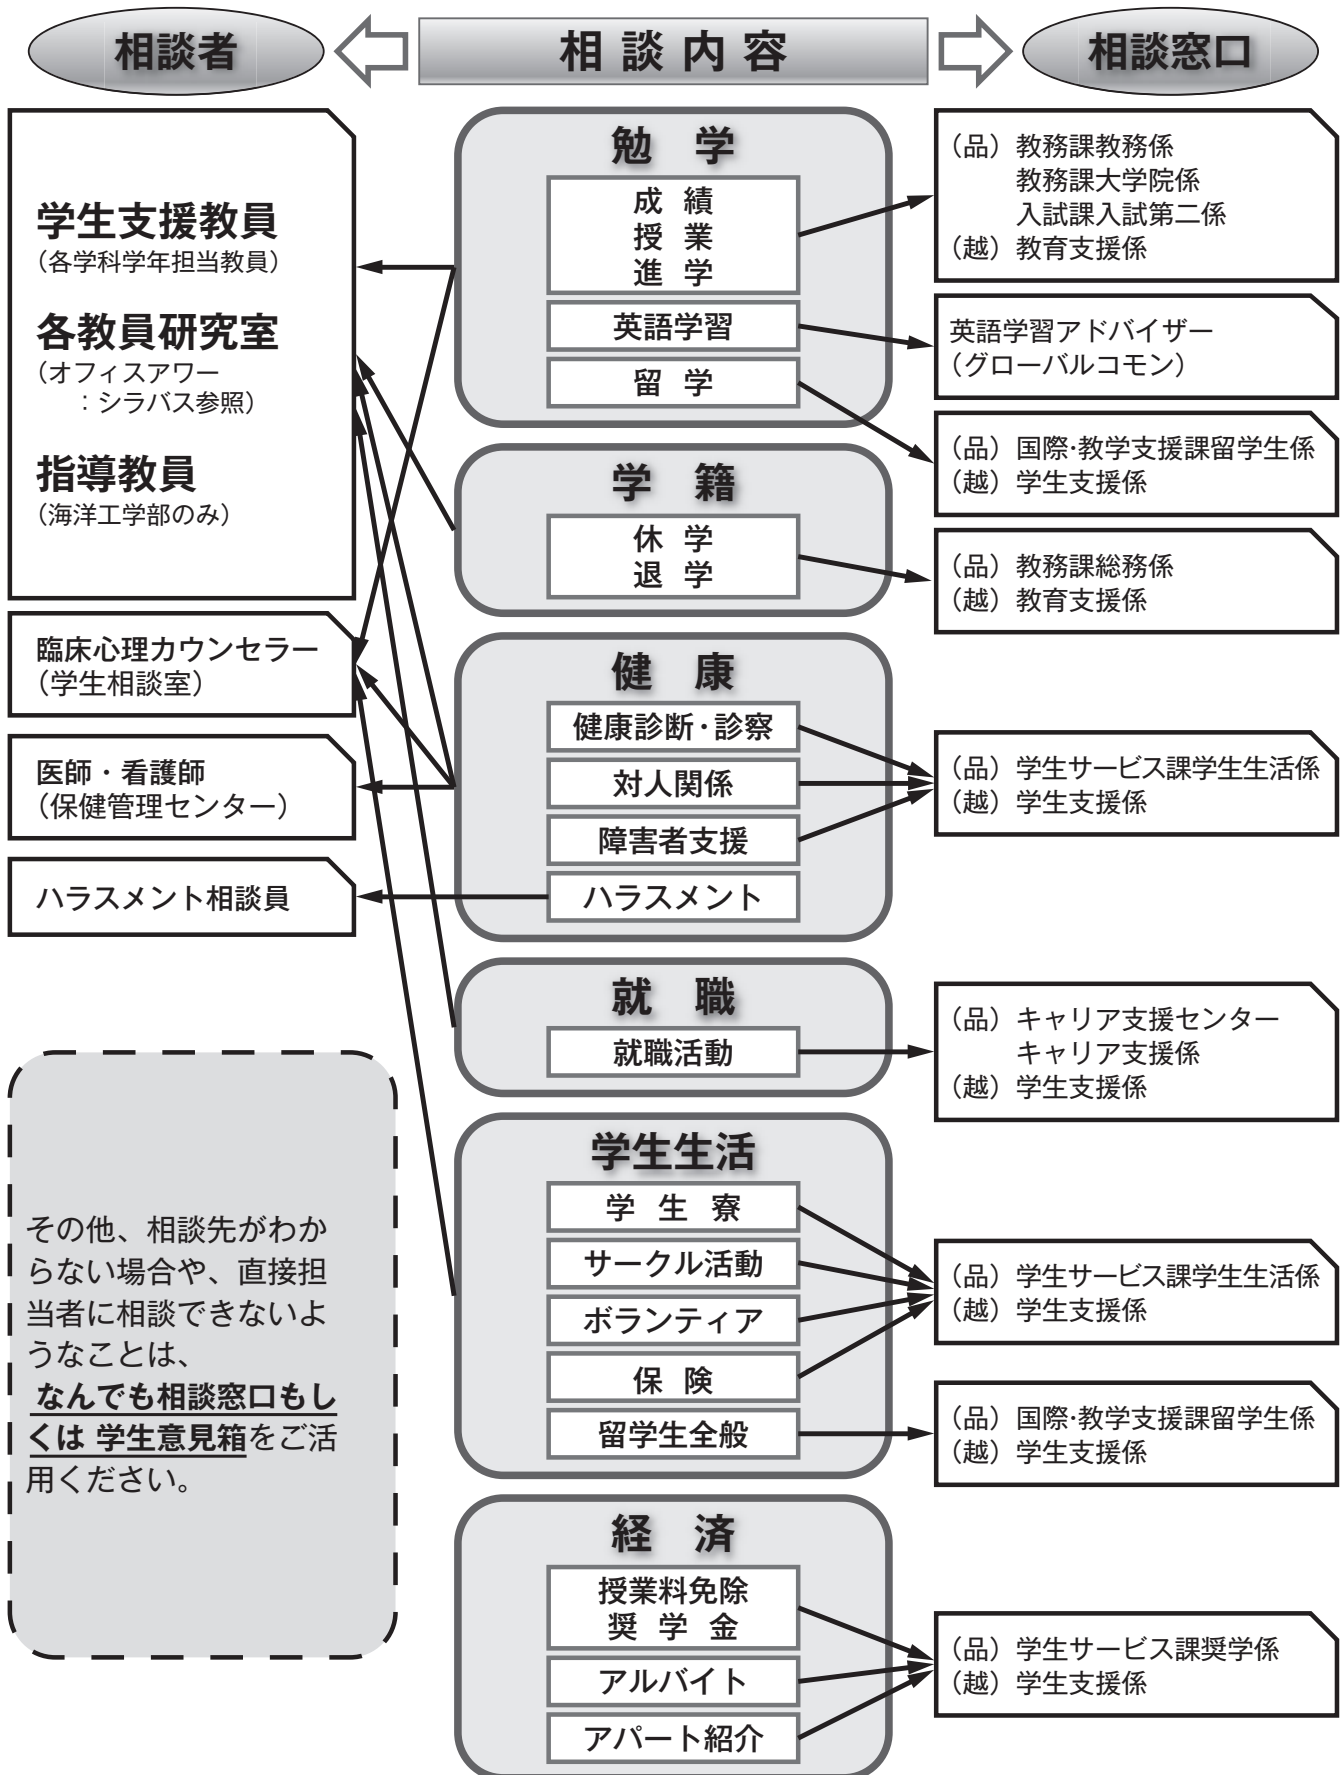 相談者
相談内容
相談窓口
学生支援教員
（各学科学年担当教員）
各教員研究室
（オフィスアワー
：シラバス参照）
指導教員
（海洋工学部のみ）
臨床心理カウンセラー
（学生相談室）
医師・看護師
（保健管理センター）
ハラスメント相談員
その他、相談先がわか
らない場合や、直接担
当者に相談できないよ
うなことは、
なんでも相談窓口もし
くは 学生意見箱をご活
用ください。
勉 学
成 績
授 業
進 学
英語学習
留 学
学 籍
休 学
退 学
健 康
健康診断・診察
対人関係
障害者支援
ハラスメント
就 職
就職活動
学生生活
学 生 寮
サークル活動
ボランティア
保 険
留学生全般
経 済
授業料免除
奨 学 金
アルバイト
アパート紹介
（品）教務課教務係
教務課大学院係
入試課入試第二係
（越）教育支援係
英語学習アドバイザー
（グローバルコモン）
（品）国際・教学支援課留学生係
（越）学生支援係
（品）教務課総務係
（越）教育支援係
（品）学生サービス課学生生活係
（越）学生支援係
（品）キャリア支援センター
キャリア支援係
（越）学生支援係
（品）学生サービス課学生生活係
（越）学生支援係
（品）国際・教学支援課留学生係
（越）学生支援係
（品）学生サービス課奨学係
（越）学生支援係